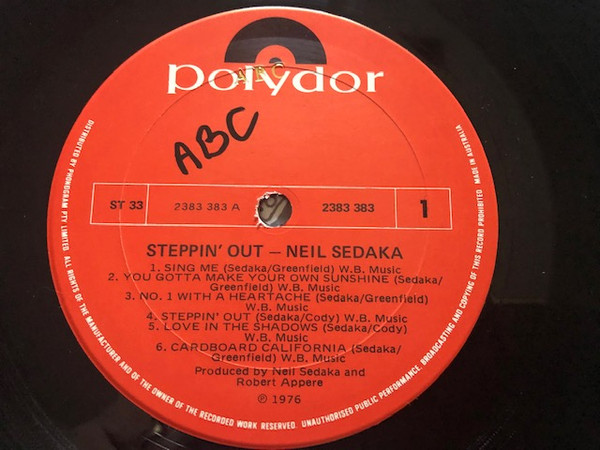 ABC
polydor
ABC
ST 33
2383 383 A
2383 383
1
STEPPIN' OUT — NEIL SEDAKA
1. SING ME (Sedaka/Greenfield) W.B. Music
2. YOU GOTTA MAKE YOUR OWN SUNSHINE (Sedaka/
Greenfield) W.B. Music
3. NO. 1 WITH A HEARTACHE (Sedaka/Greenfield)
W.B. Music
4. STEPPIN' OUT (Sedaka/Cody) W.B. Music
5. LOVE IN THE SHADOWS (Sedaka/Cody)
W.B. Music
6. CARDBOARD CALIFORNIA (Sedaka/
Greenfield) W.B. Music
Produced by Neil Sedaka and
Robert Appere
℗ 1976
DISTRIBUTED BY PHONOGRAM PTY LIMITED. ALL RIGHTS OF THE MANUFACTURER AND OF THE OWNER OF THE RECORDED WORK RESERVED. UNAUTHORISED PUBLIC PERFORMANCE, BROADCASTING AND COPYING OF THIS RECORD PROHIBITED MADE IN AUSTRALIA